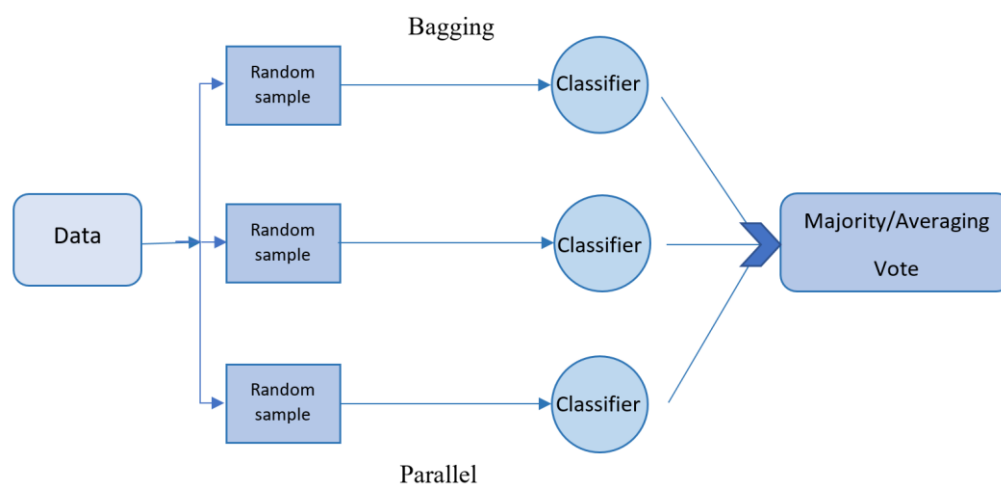 Bagging
Random
sample
Classifier
Data
Random
sample
Classifier
Majority/Averaging
Vote
Random
sample
Classifier
Parallel